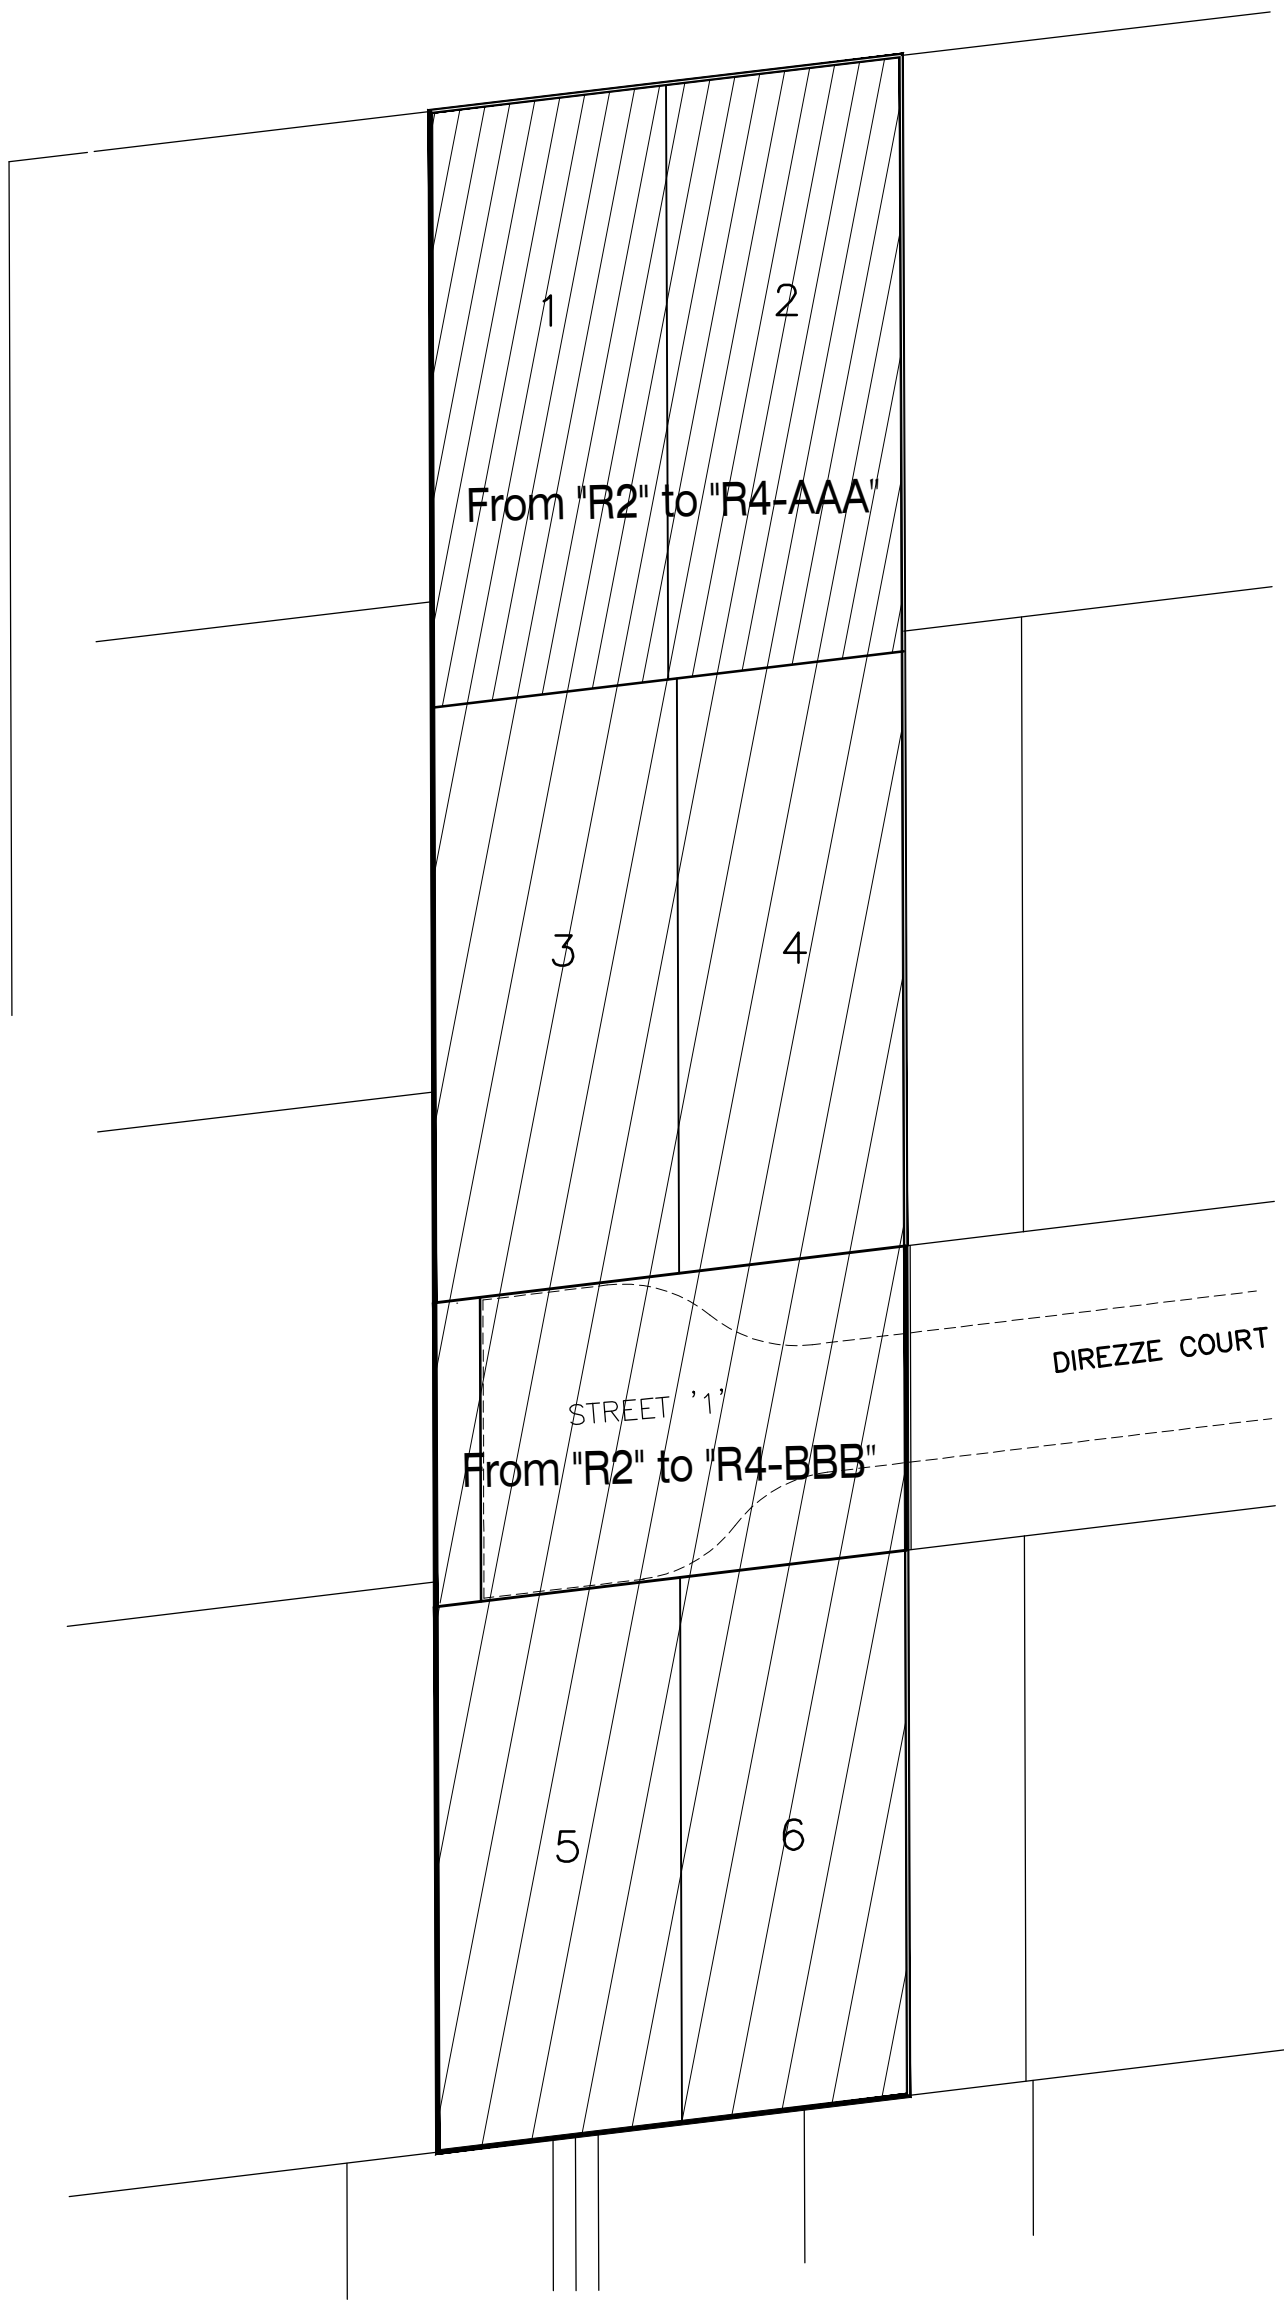 1
2
From "R2" to "R4-AAA"
3
4
DIREZZE COURT
STREET '1'
From "R2" to "R4-BBB"
5
6